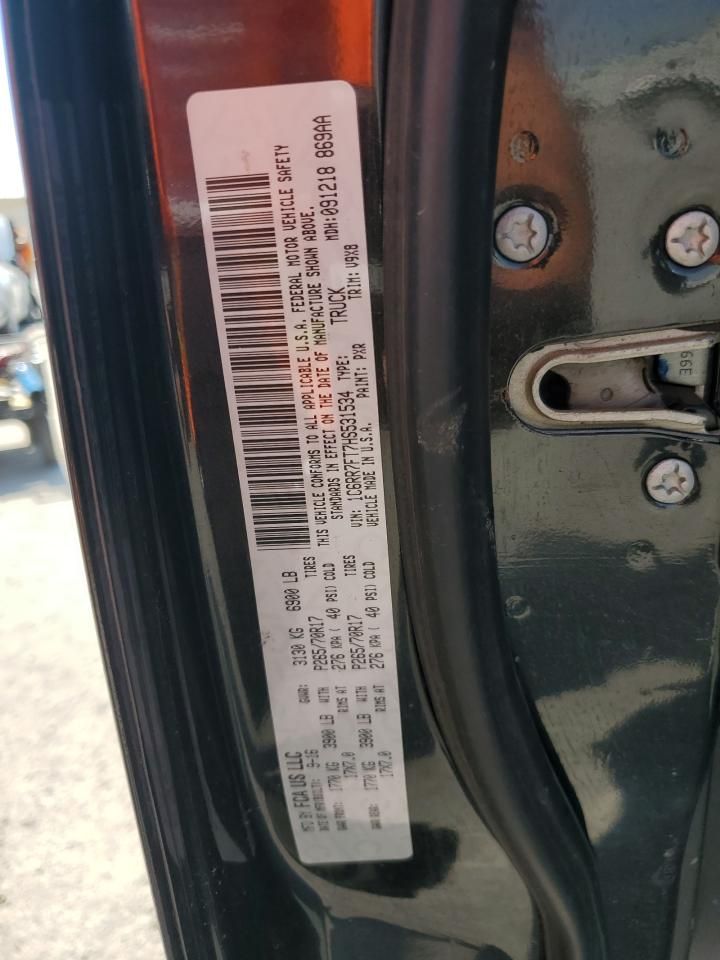 MFD BY: FCA US LLC
DATE OF MFR(BUILT): 9-16 GVWR: 3130 KG 6900 LB
GAWR FRONT: 1770 KG 3900 LB WITH P265/70R17 TIRES
17X7.0 RIMS AT 276 KPA ( 40 PSI) COLD
GAWR REAR: 1770 KG 3900 LB WITH P265/70R17 TIRES
17X7.0 RIMS AT 276 KPA ( 40 PSI) COLD
THIS VEHICLE CONFORMS TO ALL APPLICABLE U.S.A. FEDERAL MOTOR VEHICLE SAFETY
STANDARDS IN EFFECT ON THE DATE OF MANUFACTURE SHOWN ABOVE.
MDH:091218 869AA
VIN: 1C6RR7FT7HS531534 TYPE: TRUCK
VEHICLE MADE IN U.S.A. PAINT: PXR TRIM: V9X8